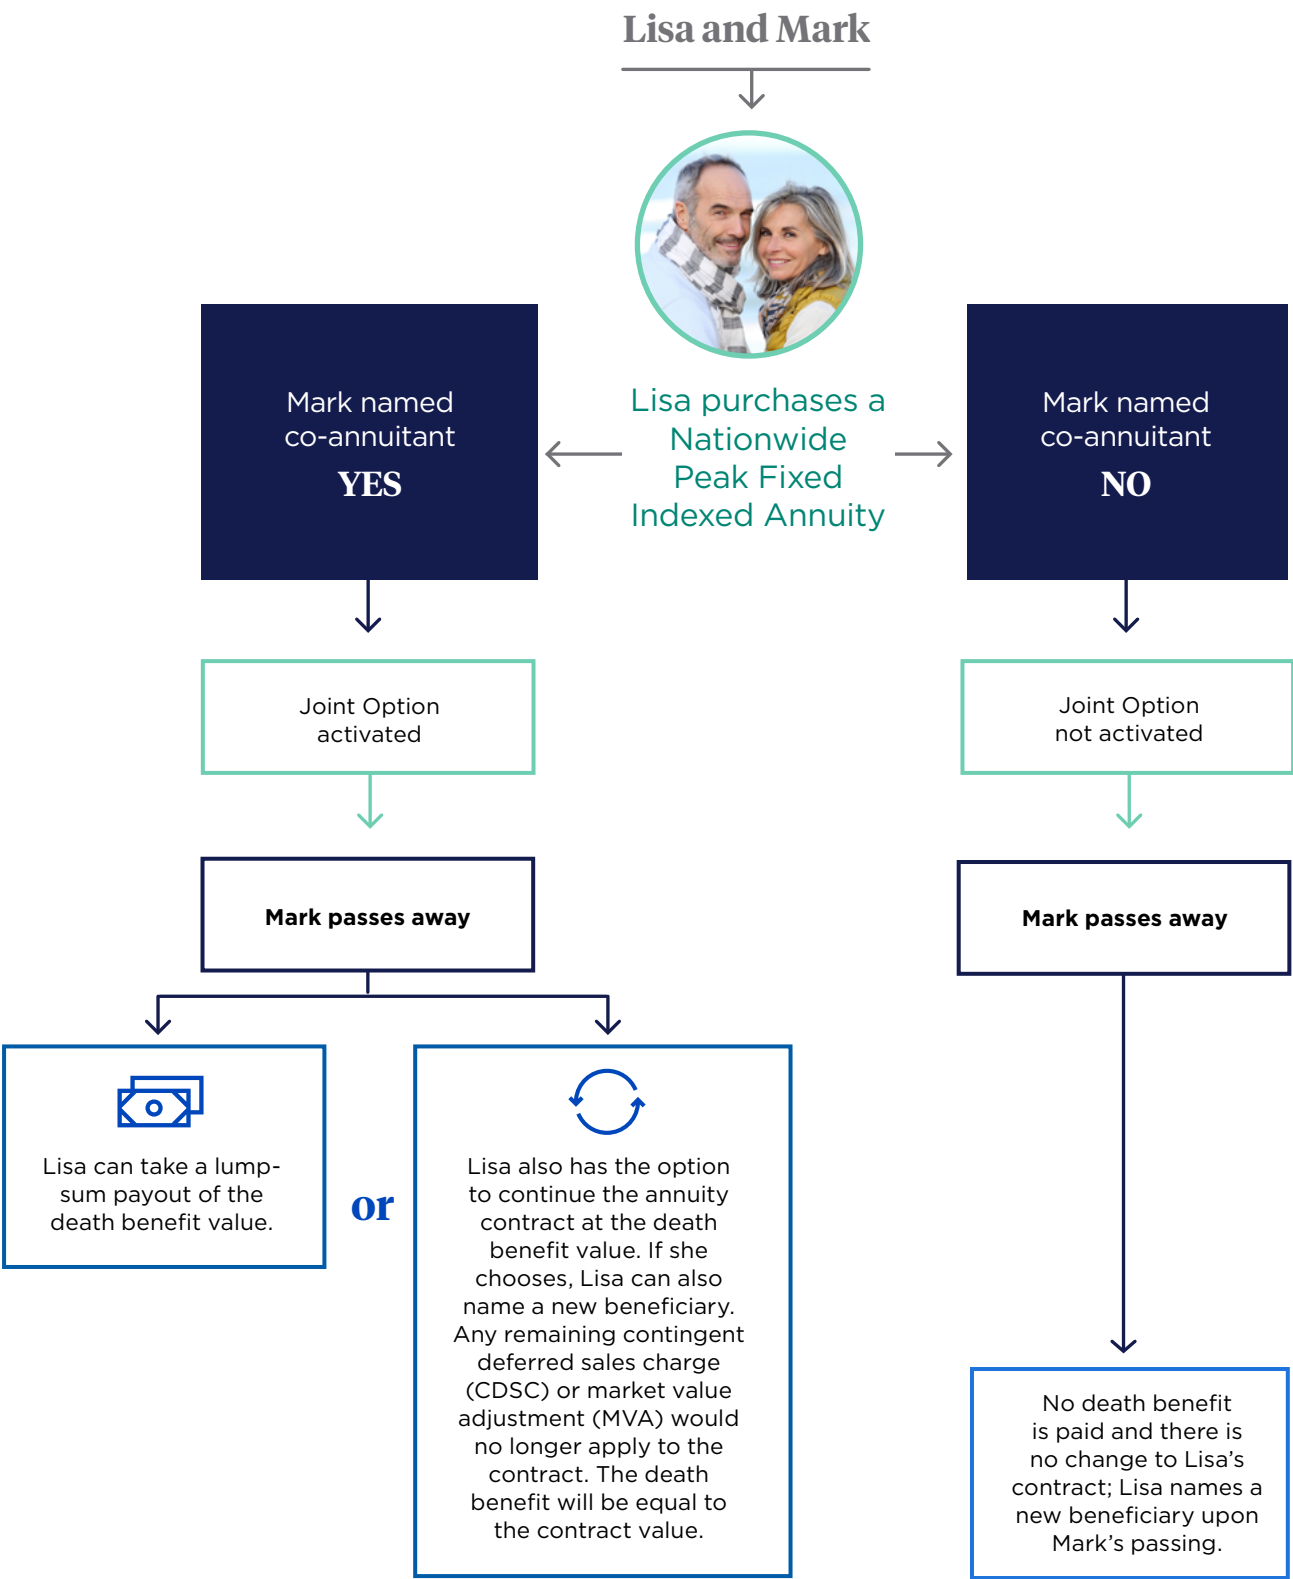 Lisa and Mark
Lisa purchases a
Nationwide
Peak Fixed
Indexed Annuity
Mark named
co-annuitant
YES
Joint Option
activated
Mark passes away
Lisa can take a lump-
sum payout of the
death benefit value.
or
Lisa also has the option
to continue the annuity
contract at the death
benefit value. If she
chooses, Lisa can also
name a new beneficiary.
Any remaining contingent
deferred sales charge
(CDSC) or market value
adjustment (MVA) would
no longer apply to the
contract. The death
benefit will be equal to
the contract value.
Mark named
co-annuitant
NO
Joint Option
not activated
Mark passes away
No death benefit
is paid and there is
no change to Lisa’s
contract; Lisa names a
new beneficiary upon
Mark’s passing.